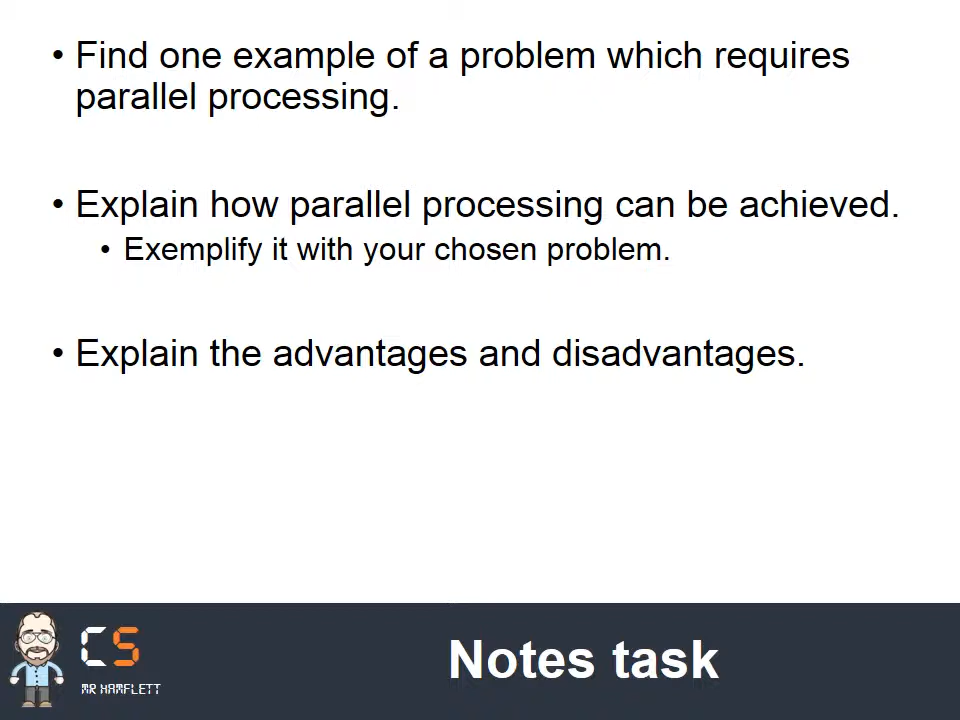 • Find one example of a problem which requires
parallel processing.
• Explain how parallel processing can be achieved.
• Exemplify it with your chosen problem.
• Explain the advantages and disadvantages.
CS
MR HAMFLETT
Notes task